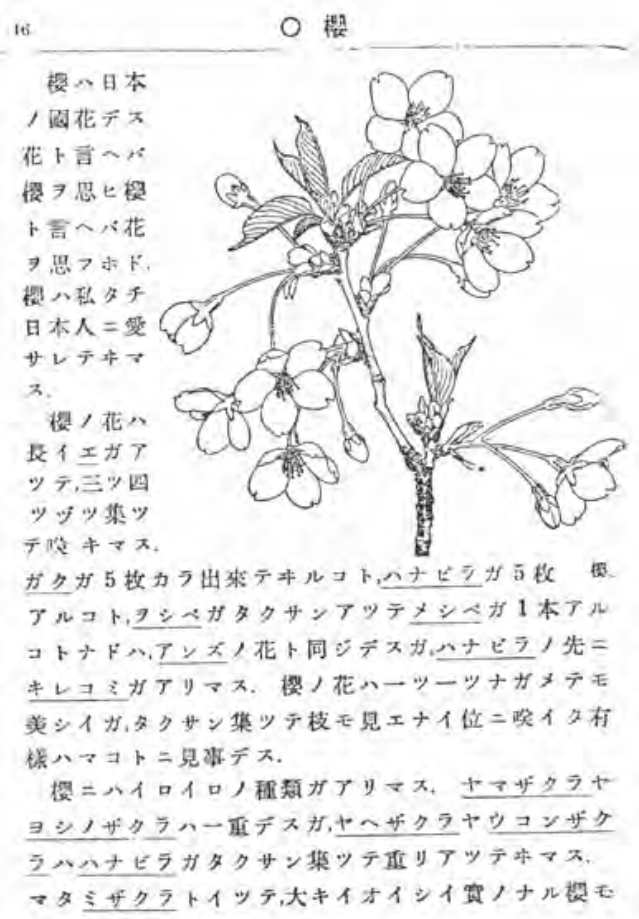 16
〇 櫻
櫻ハ日本
ノ國花デス
花ト言ヘバ
櫻ヲ思ヒ櫻
ト言ヘバ花
ヲ思フホド.
櫻ハ私タチ
日本人ニ愛
サレテヰマ
ス.
櫻ノ花ハ
長イエガア
ツテ,三ツ四
ツヅツ集ツ
テ咲キマス.
ガクガ5枚カラ出來テヰルコト,ハナビラガ5枚
櫻.
アルコト,ヲシベガタクサンアツテメシベガ1本アル
コトナドハ,アンズノ花ト同ジデスガ,ハナビラノ先ニ
キレコミガアリマス. 櫻ノ花ハ一ツ一ツナガメテモ
美シイガ,タクサン集ツテ枝モ見エナイ位ニ咲イタ有
樣ハマコトニ見事デス.
櫻ニハイロイロノ種類ガアリマス. ヤマザクラヤ
ヨシノザクラハ一重デスガ,ヤヘザクラヤウコンザク
ラハハナビラガタクサン集ツテ重リアツテヰマス.
マタミザクラトイツテ,大キイオイシイ實ノナル櫻モ